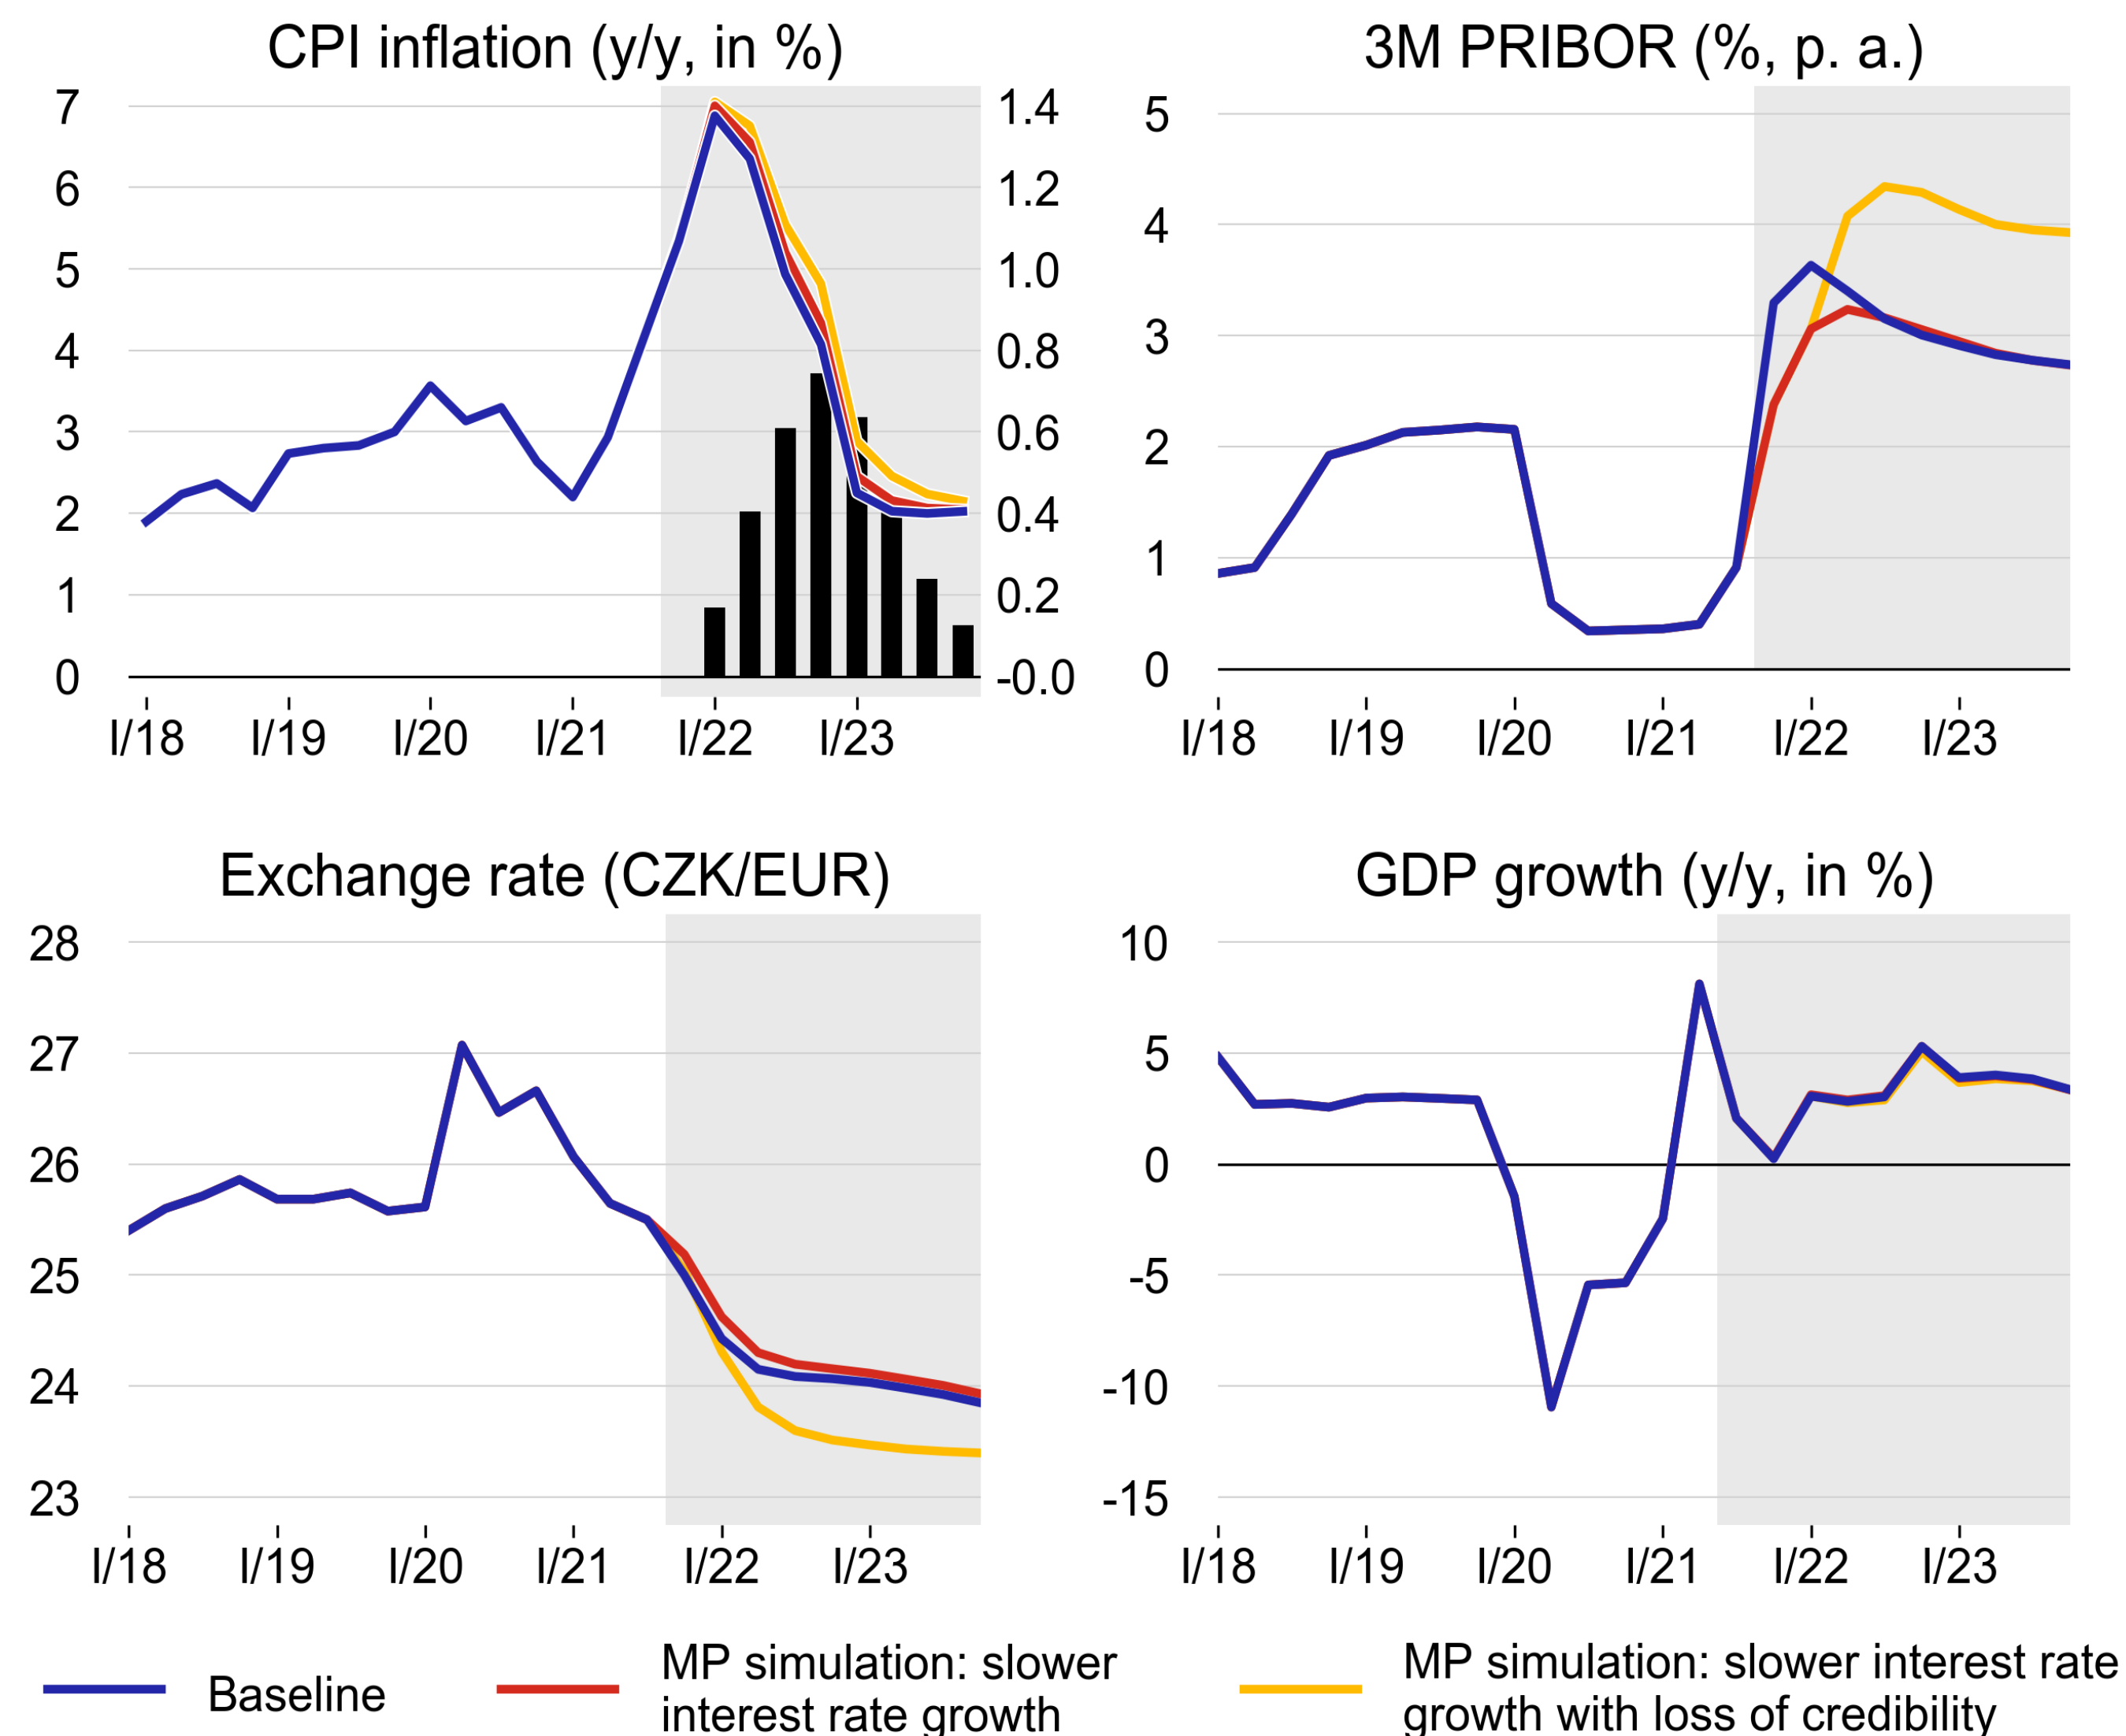 CPI inflation (y/y, in %)
7
6
5
4
3
2
1
0
1.4
1.2
1.0
0.8
0.6
0.4
0.2
-0.0
I/18 I/19 I/20 I/21 I/22 I/23
3M PRIBOR (%, p. a.)
5
4
3
2
1
0
I/18 I/19 I/20 I/21 I/22 I/23
Exchange rate (CZK/EUR)
28
27
26
25
24
23
I/18 I/19 I/20 I/21 I/22 I/23
GDP growth (y/y, in %)
10
5
0
-5
-10
-15
I/18 I/19 I/20 I/21 I/22 I/23
Baseline
MP simulation: slower
interest rate growth
MP simulation: slower interest rate
growth with loss of credibility